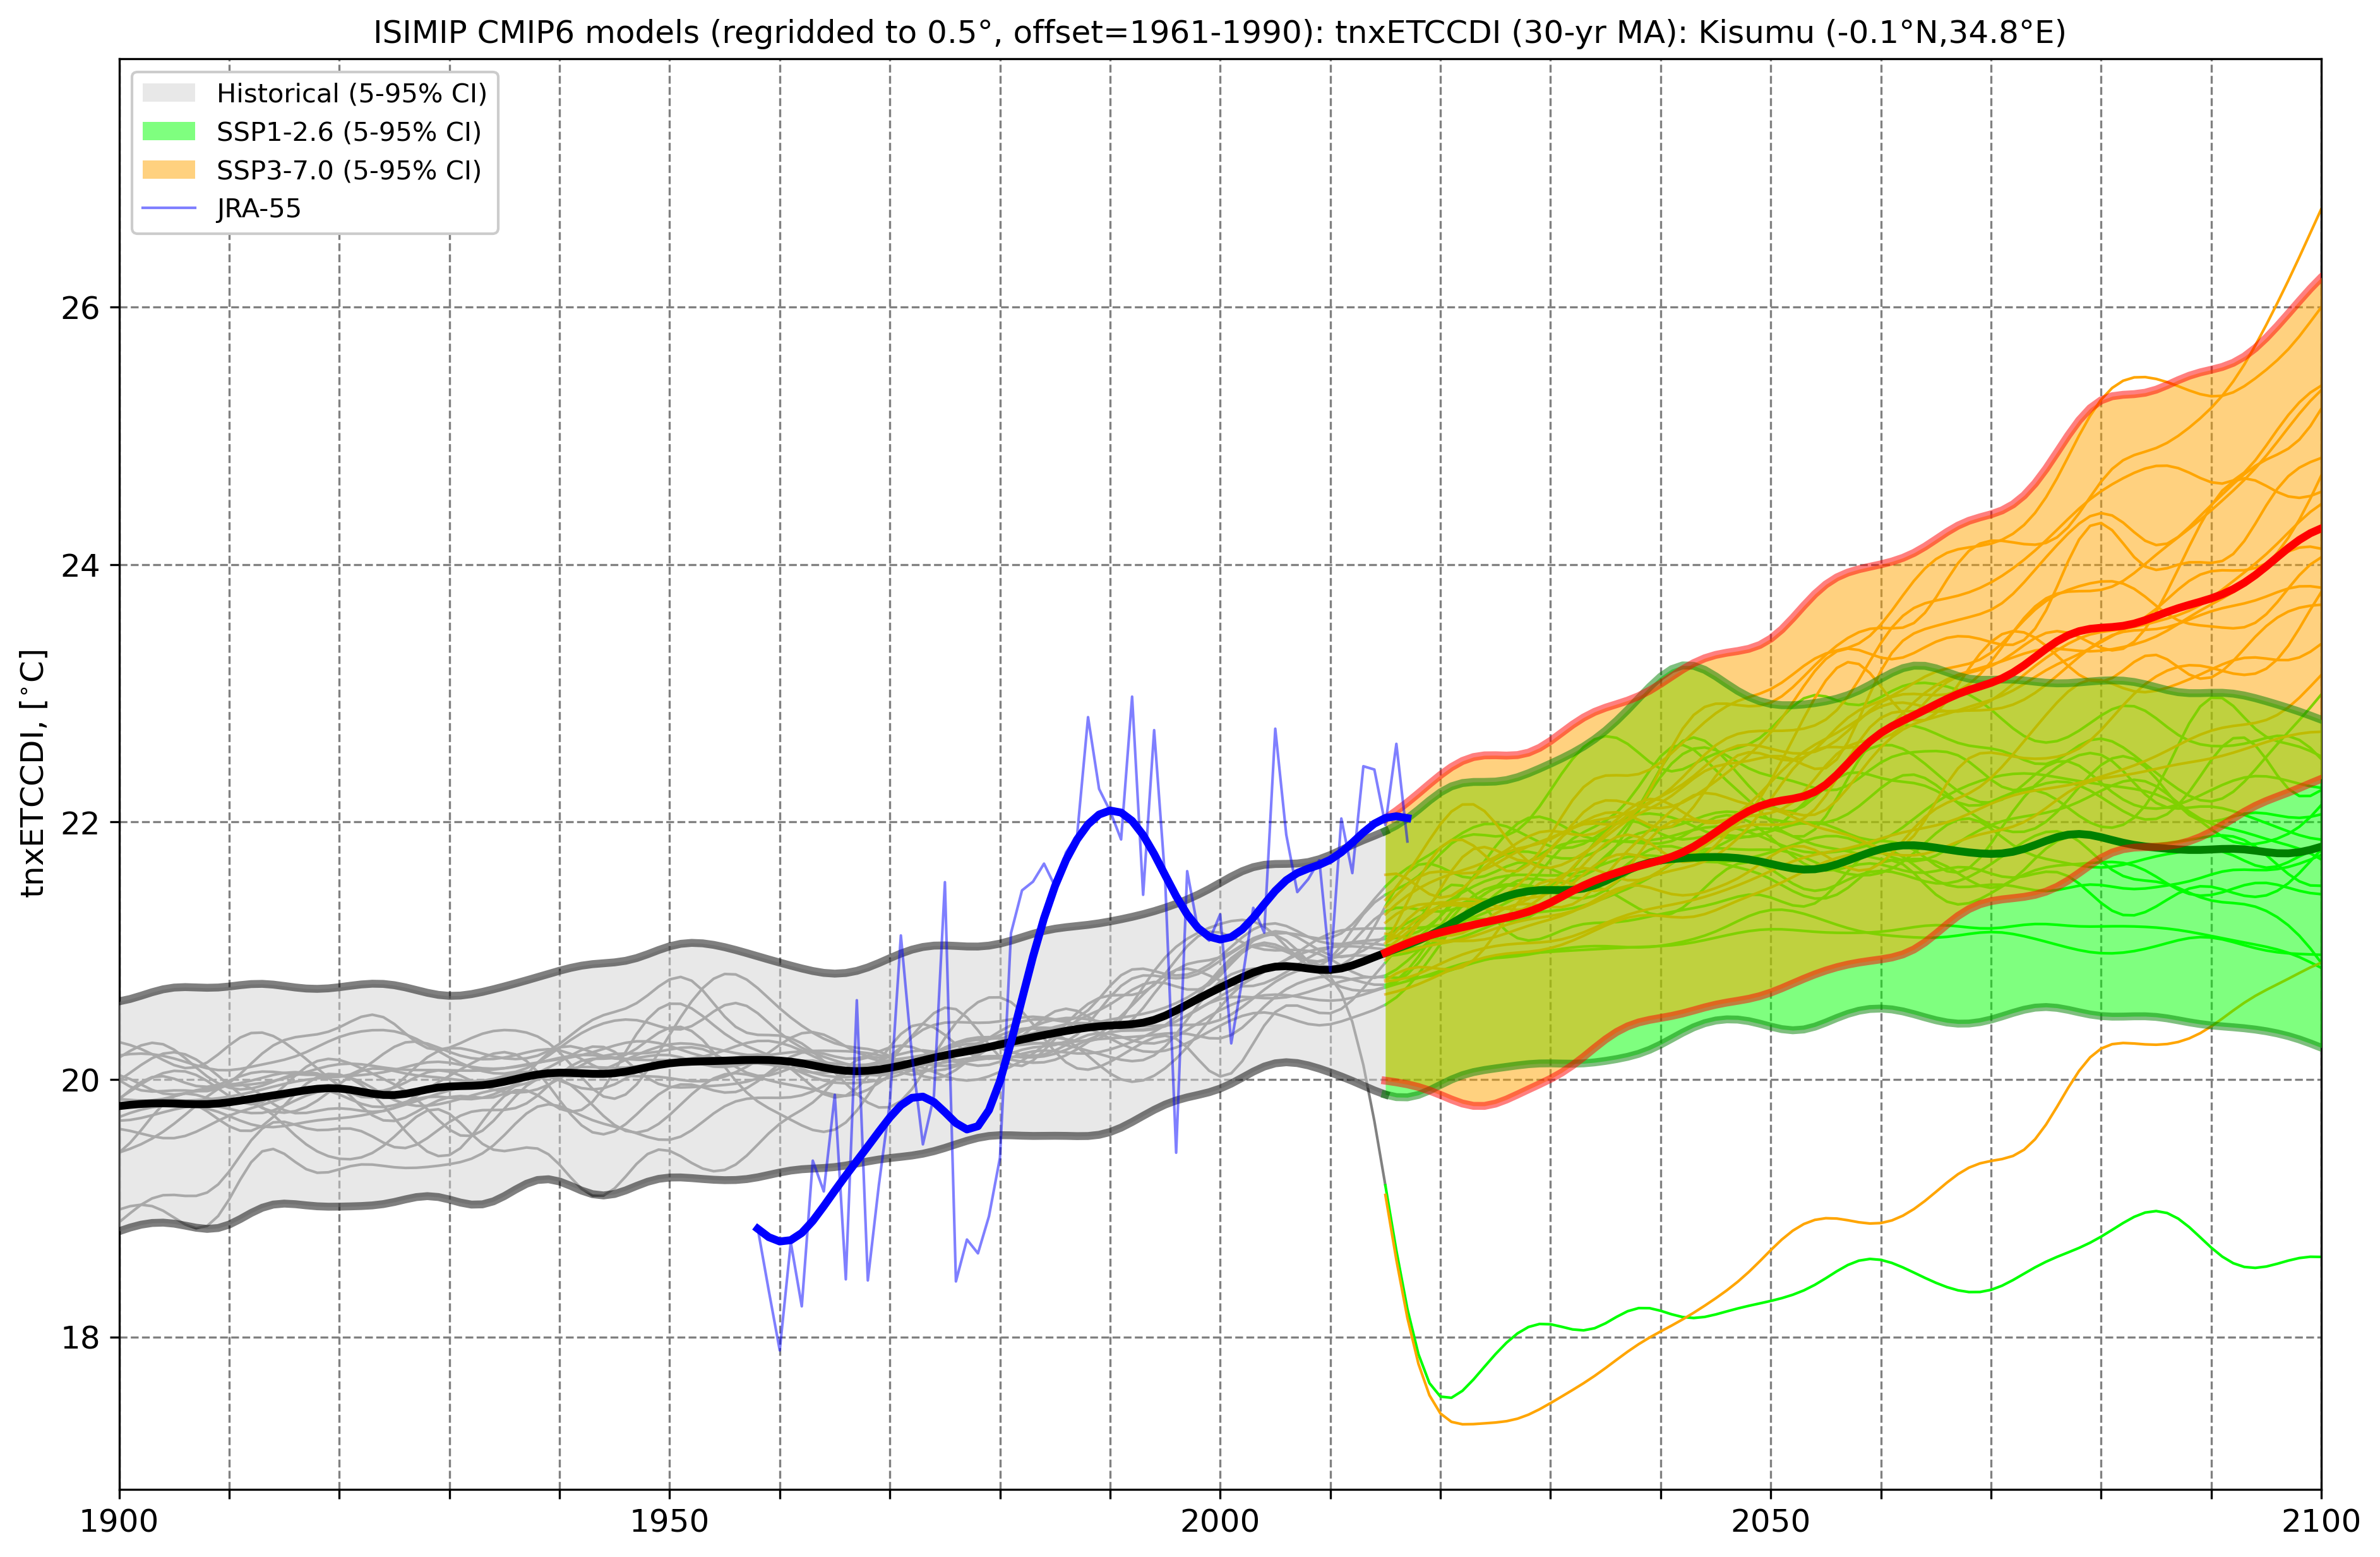 ISIMIP CMIP6 models (regridded to 0.5°, offset=1961-1990): tnxETCCDI (30-yr MA): Kisumu (-0.1°N,34.8°E)
Historical (5-95% CI)
SSP1-2.6 (5-95% CI)
SSP3-7.0 (5-95% CI)
JRA-55
26
24
22
20
18
tnxETCCDI, [°C]
1900
1950
2000
2050
2100